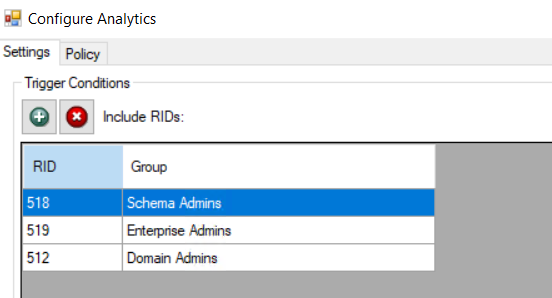 Configure Analytics
Settings Policy
Trigger Conditions
Include RIDs:
RID Group
518 Schema Admins
519 Enterprise Admins
512 Domain Admins